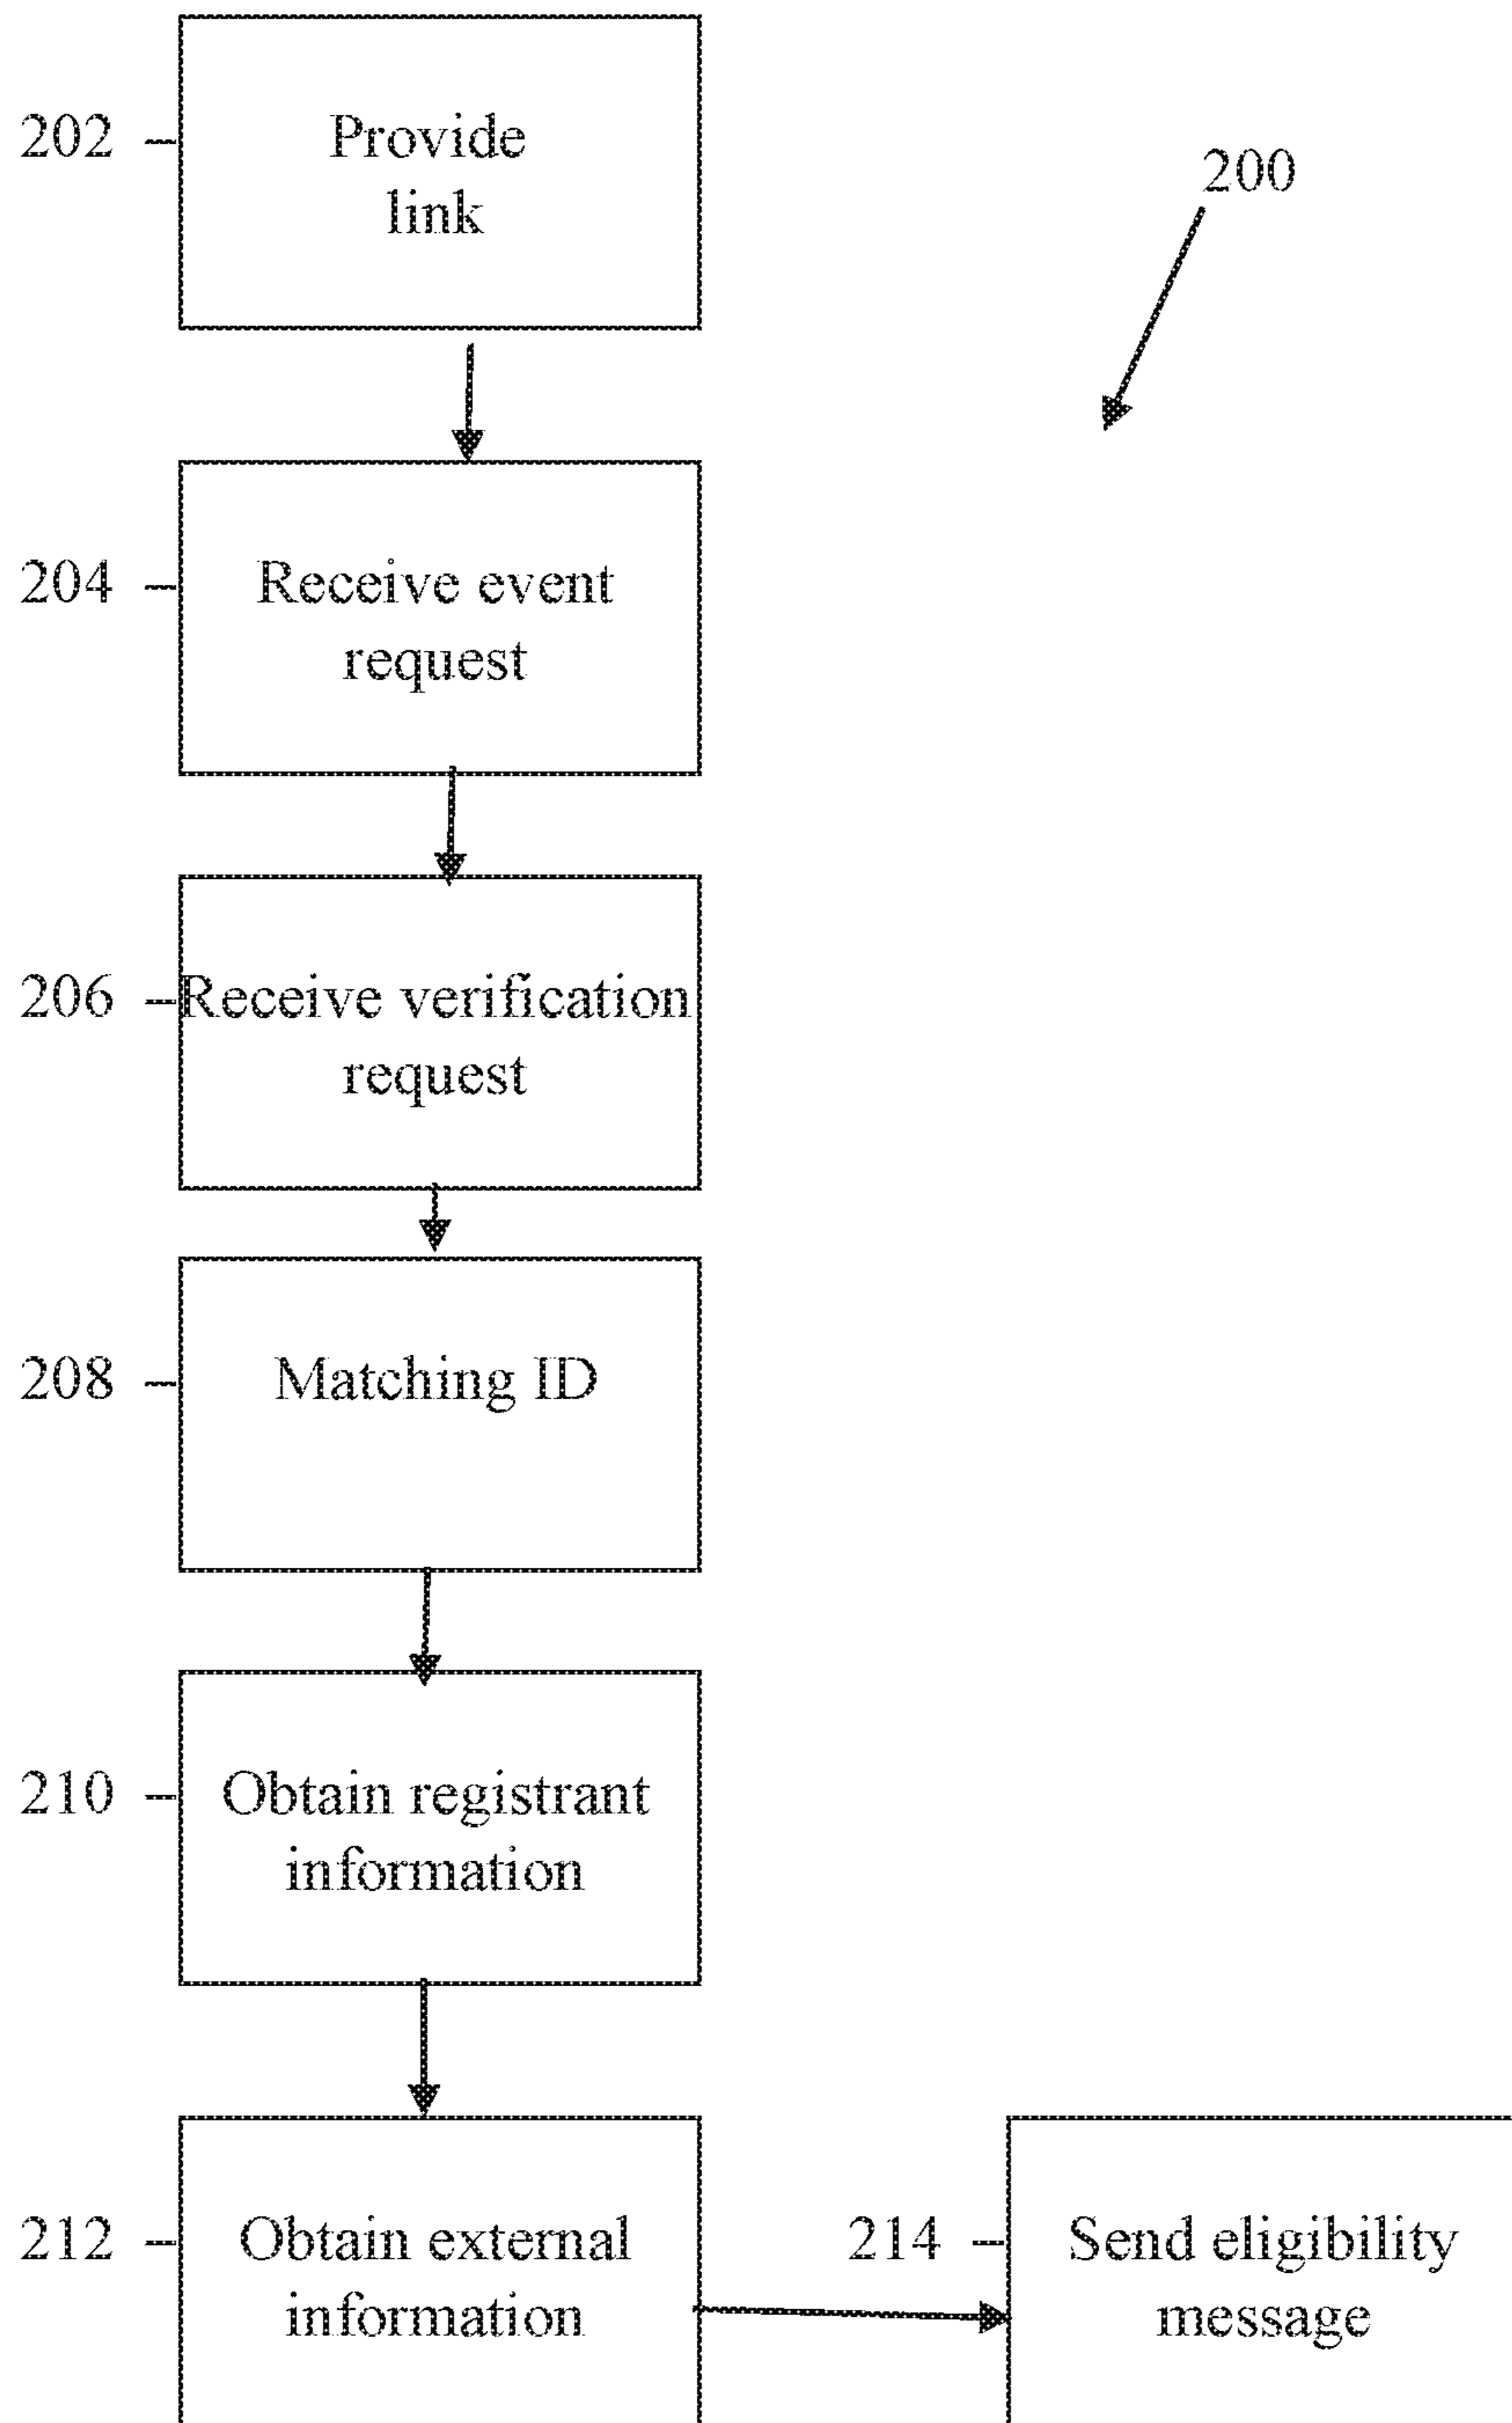 202
Provide
link
200
204
Receive event
request
206
Receive verification
request
208
Matching ID
210
Obtain registrant
information
212
Obtain external
information
214
Send eligibility
message